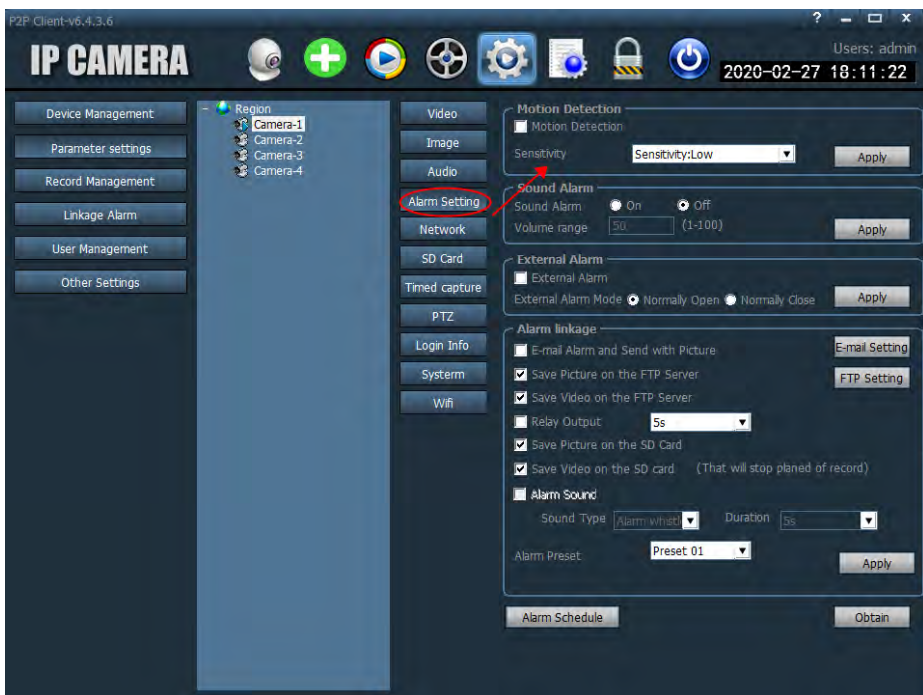 P2P Client-v6.4.3.6
IP CAMERA
Users: admin
2020-02-27 18:11:22
Device Management
Parameter settings
Record Management
Linkage Alarm
User Management
Other Settings
Region
Camera-1
Camera-2
Camera-3
Camera-4
Video
Image
Audio
Alarm Setting
Network
SD Card
Timed capture
PTZ
Login Info
Systerm
Wifi
Motion Detection
Motion Detection
Sensitivity Sensitivity:Low Apply
Sound Alarm
Sound Alarm On Off
Volume range 50 (1-100) Apply
External Alarm
External Alarm
External Alarm Mode Normally Open Normally Close Apply
Alarm linkage
E-mail Alarm and Send with Picture E-mail Setting
Save Picture on the FTP Server FTP Setting
Save Video on the FTP Server
Relay Output 5s
Save Picture on the SD Card
Save Video on the SD card (That will stop planed of record)
Alarm Sound
Sound Type Alarm whistl Duration 5s
Alarm Preset Preset 01 Apply
Alarm Schedule Obtain